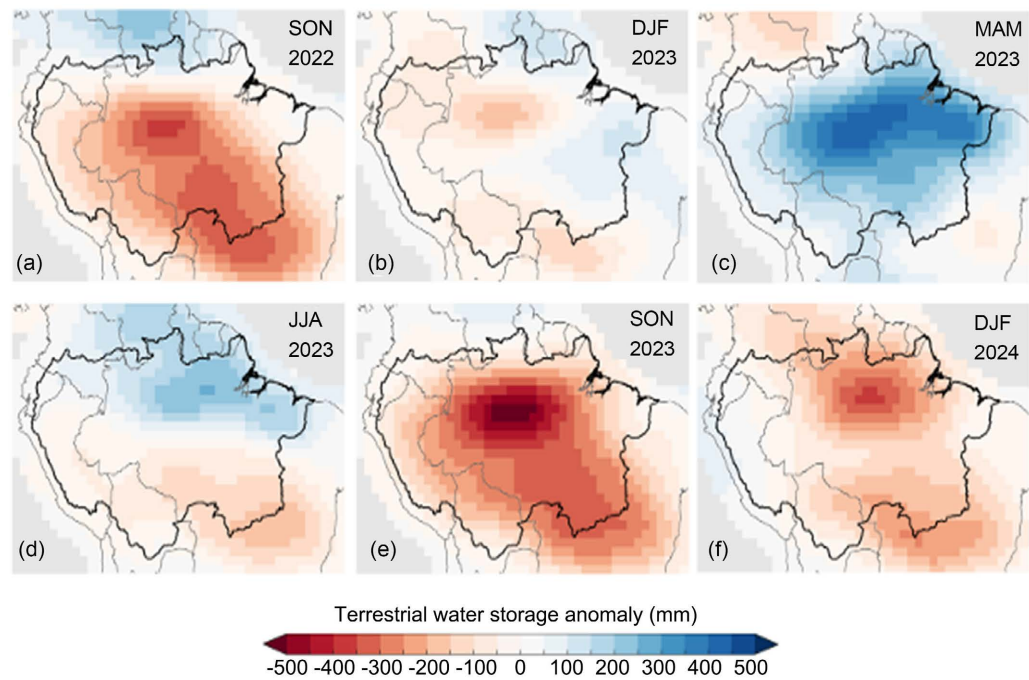 SON
2022
(a)
DJF
2023
(b)
MAM
2023
(c)
JJA
2023
(d)
SON
2023
(e)
DJF
2024
(f)
Terrestrial water storage anomaly (mm)
-500 -400 -300 -200 -100 0 100 200 300 400 500